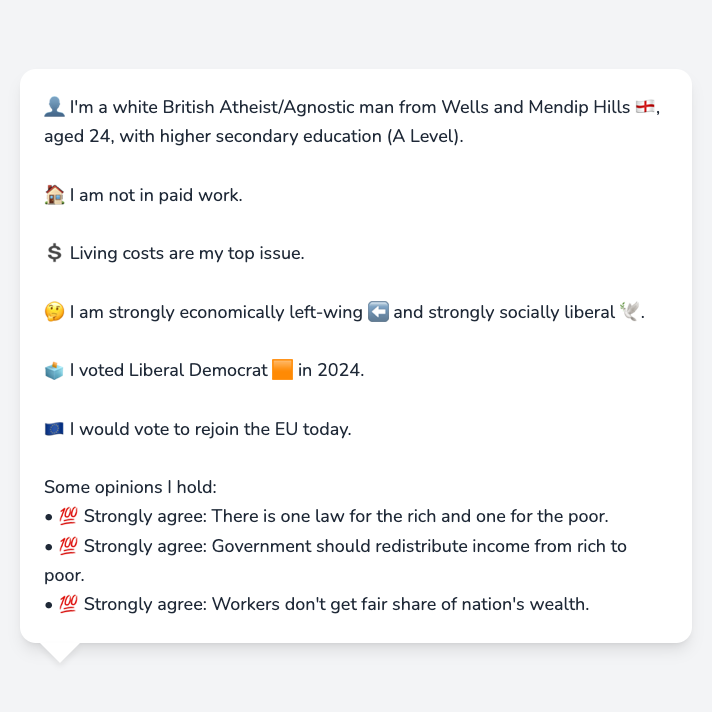 👤 I'm a white British Atheist/Agnostic man from Wells and Mendip Hills 🏴󠁧󠁢󠁥󠁮󠁧󠁿,
aged 24, with higher secondary education (A Level).
🏠 I am not in paid work.
💲 Living costs are my top issue.
🤔 I am strongly economically left-wing ⬅️ and strongly socially liberal 🕊️.
🗳️ I voted Liberal Democrat 🟧 in 2024.
🇪🇺 I would vote to rejoin the EU today.
Some opinions I hold:
• 💯 Strongly agree: There is one law for the rich and one for the poor.
• 💯 Strongly agree: Government should redistribute income from rich to
poor.
• 💯 Strongly agree: Workers don't get fair share of nation's wealth.